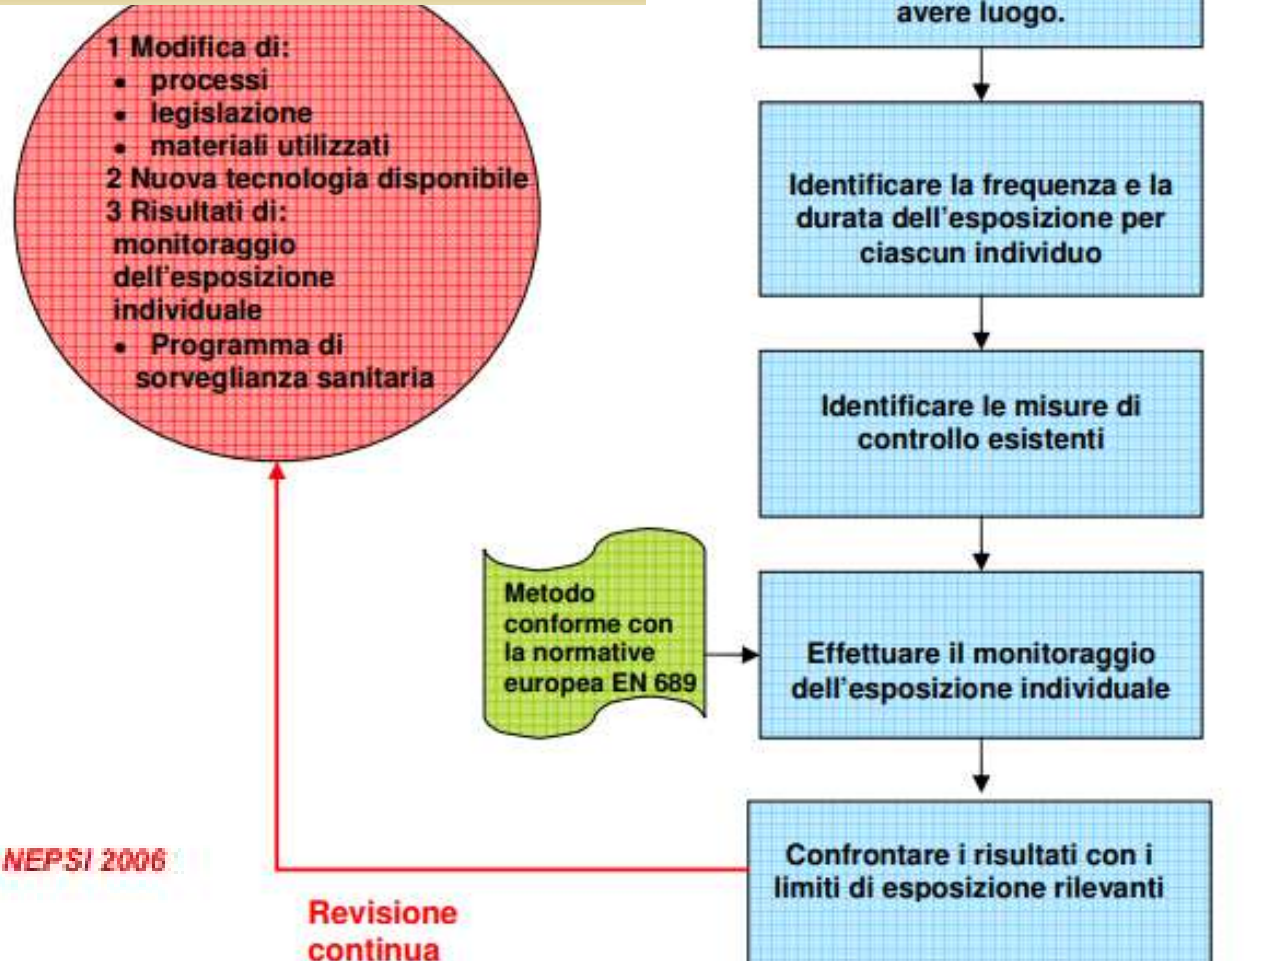 1 Modifica di:
• processi
• legislazione
• materiali utilizzati
2 Nuova tecnologia disponibile
3 Risultati di:
monitoraggio
dell'esposizione
individuale
• Programma di
sorveglianza sanitaria
avere luogo.
Identificare la frequenza e la
durata dell'esposizione per
ciascun individuo
Identificare le misure di
controllo esistenti
Metodo
conforme con
la normative
europea EN 689
Effettuare il monitoraggio
dell'esposizione individuale
Confrontare i risultati con i
limiti di esposizione rilevanti
NEPSI 2006
Revisione
continua